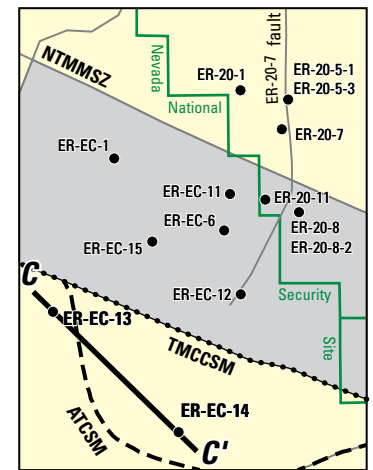 Nevada
fault
NTMMSZ
ER-20-1
ER-20-7
ER-20-5-1
ER-20-5-3
National
ER-20-7
ER-EC-1
ER-EC-11
ER-20-11
ER-EC-6
ER-20-8
ER-20-8-2
ER-EC-15
C
ER-EC-12
Security
ER-EC-13
TMCCSM
Site
ER-EC-14
ATCSM
C'